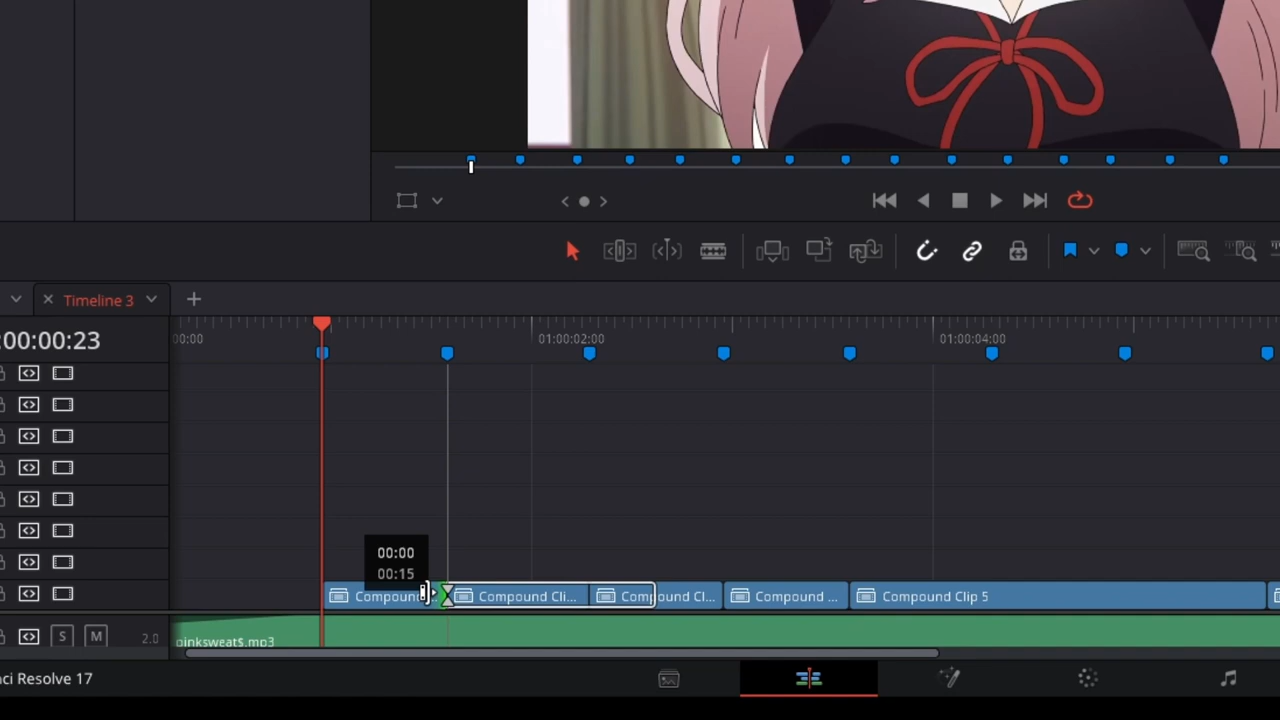 Timeline 3
:00:00:23
00:00
01:00:02:00
01:00:04:00
00:00
00:15
Compound
Compound Cli...
Compound Cl...
Compound ...
Compound Clip 5
S
M
2.0
pinksweat$.mp3
nci Resolve 17